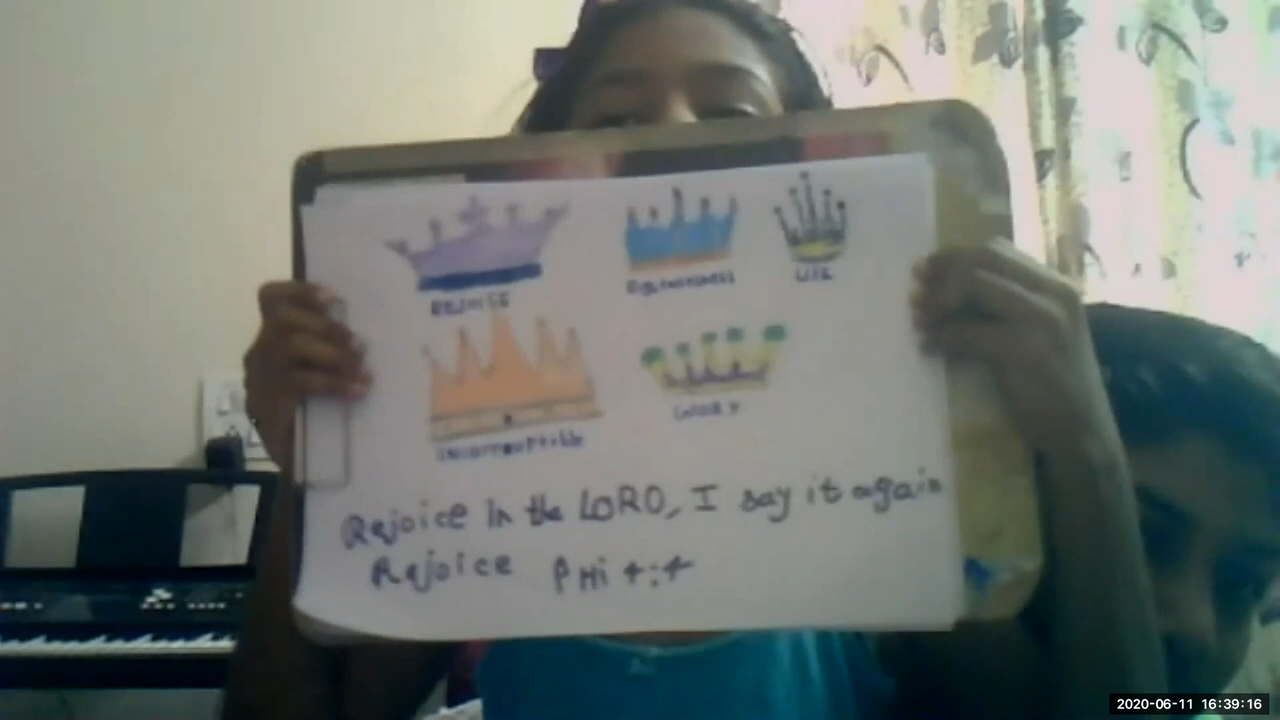 REJOICE
LIFE
INCORRUPTIBLE
GLORY
Rejoice in the LORD, I say it again
Rejoice Phi 4:4
2020-06-11 16:39:16